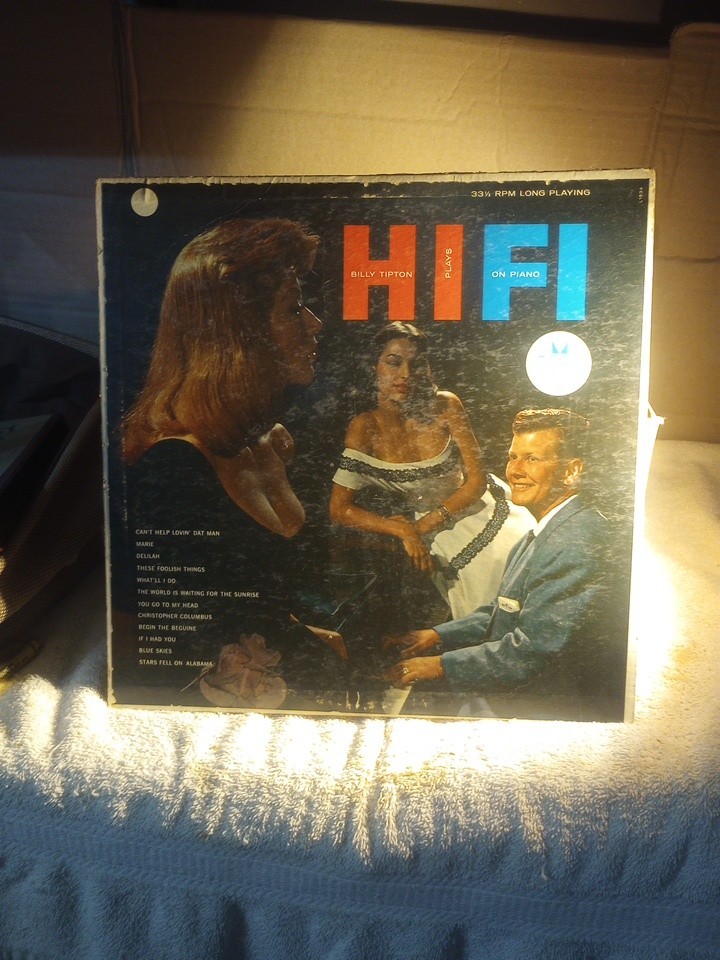 33⅓ RPM LONG PLAYING
HI FI
BILLY TIPTON PLAYS ON PIANO
CAN'T HELP LOVIN' DAT MAN
MARIE
DELILAH
THESE FOOLISH THINGS
WHAT'LL I DO
THE WORLD IS WAITING FOR THE SUNRISE
YOU GO TO MY HEAD
CHRISTOPHER COLUMBUS
BEGIN THE BEGUINE
IF I HAD YOU
BLUE SKIES
STARS FELL ON ALABAMA